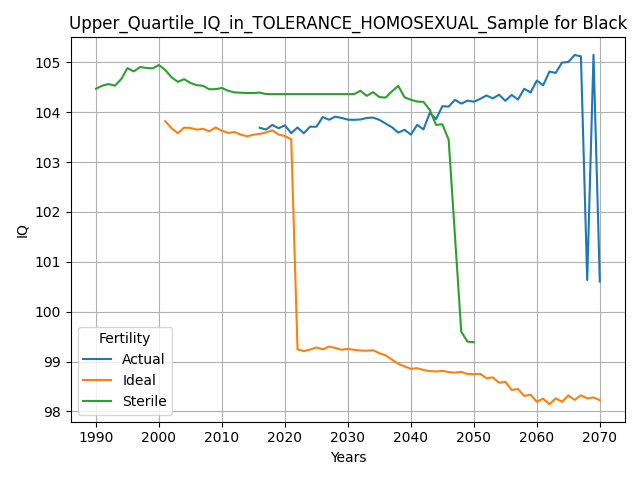 Upper_Quartile_IQ_in_TOLERANCE_HOMOSEXUAL_Sample for Black
IQ
105
104
103
102
101
100
99
98
Fertility
Actual
Ideal
Sterile
1990 2000 2010 2020 2030 2040 2050 2060 2070
Years